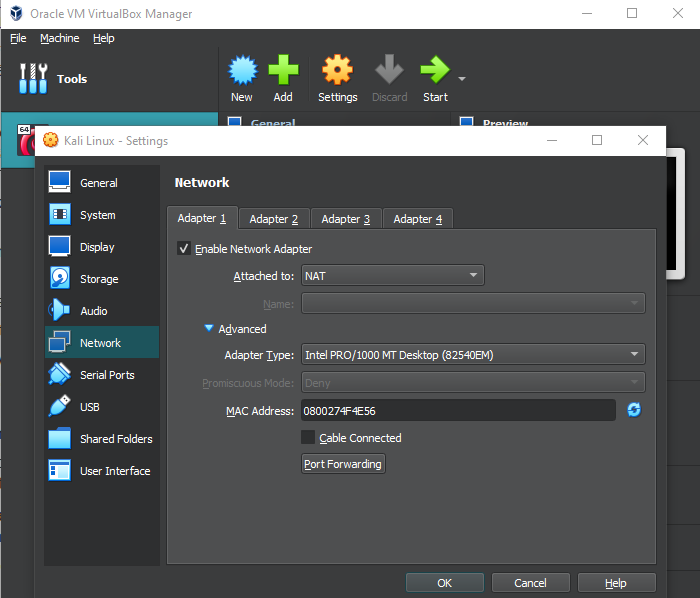 Oracle VM VirtualBox Manager
File Machine Help
Tools
New Add Settings Discard Start
64
General Preview
Kali Linux - Settings
General
System
Display
Storage
Audio
Network
Serial Ports
USB
Shared Folders
User Interface
Network
Adapter 1 Adapter 2 Adapter 3 Adapter 4
Enable Network Adapter
Attached to: NAT
Name:
Advanced
Adapter Type: Intel PRO/1000 MT Desktop (82540EM)
Promiscuous Mode: Deny
MAC Address: 0800274F4E56
Cable Connected
Port Forwarding
OK Cancel Help